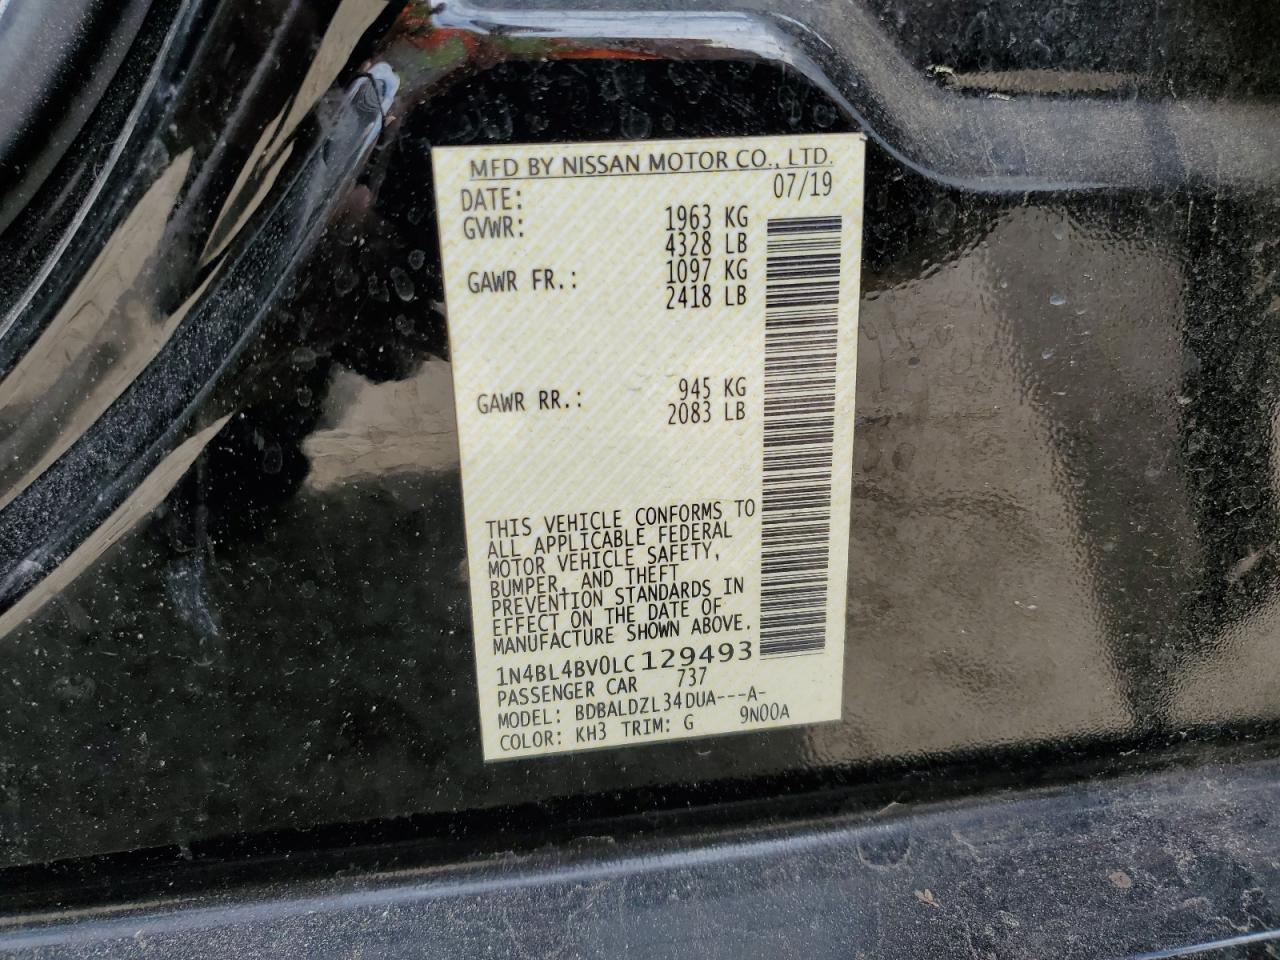 MFD BY NISSAN MOTOR CO., LTD.
DATE: 07/19
GVWR: 1963 KG
4328 LB
GAWR FR.: 1097 KG
2418 LB
GAWR RR.: 945 KG
2083 LB
THIS VEHICLE CONFORMS TO
ALL APPLICABLE FEDERAL
MOTOR VEHICLE SAFETY,
BUMPER, AND THEFT
PREVENTION STANDARDS IN
EFFECT ON THE DATE OF
MANUFACTURE SHOWN ABOVE.
1N4BL4BV0LC129493
PASSENGER CAR 737
MODEL: BDBALDZL34DUA---A-
COLOR: KH3 TRIM: G 9N00A